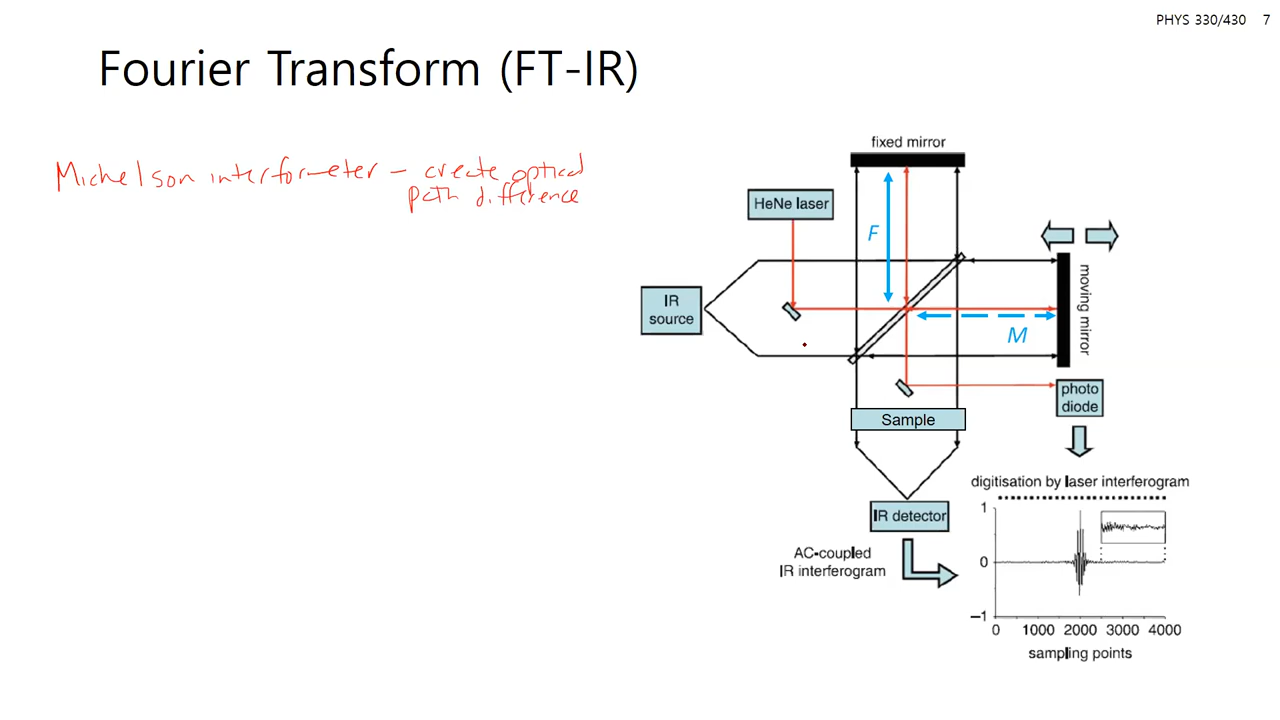 PHYS 330/430 7
Fourier Transform (FT-IR)
Michelson interforometer – create optical
path difference
fixed mirror
HeNe laser
F
IR
source
moving mirror
M
photo
diode
Sample
digitisation by laser interferogram
IR detector
AC-coupled
IR interferogram
1
0
–1
0 1000 2000 3000 4000
sampling points